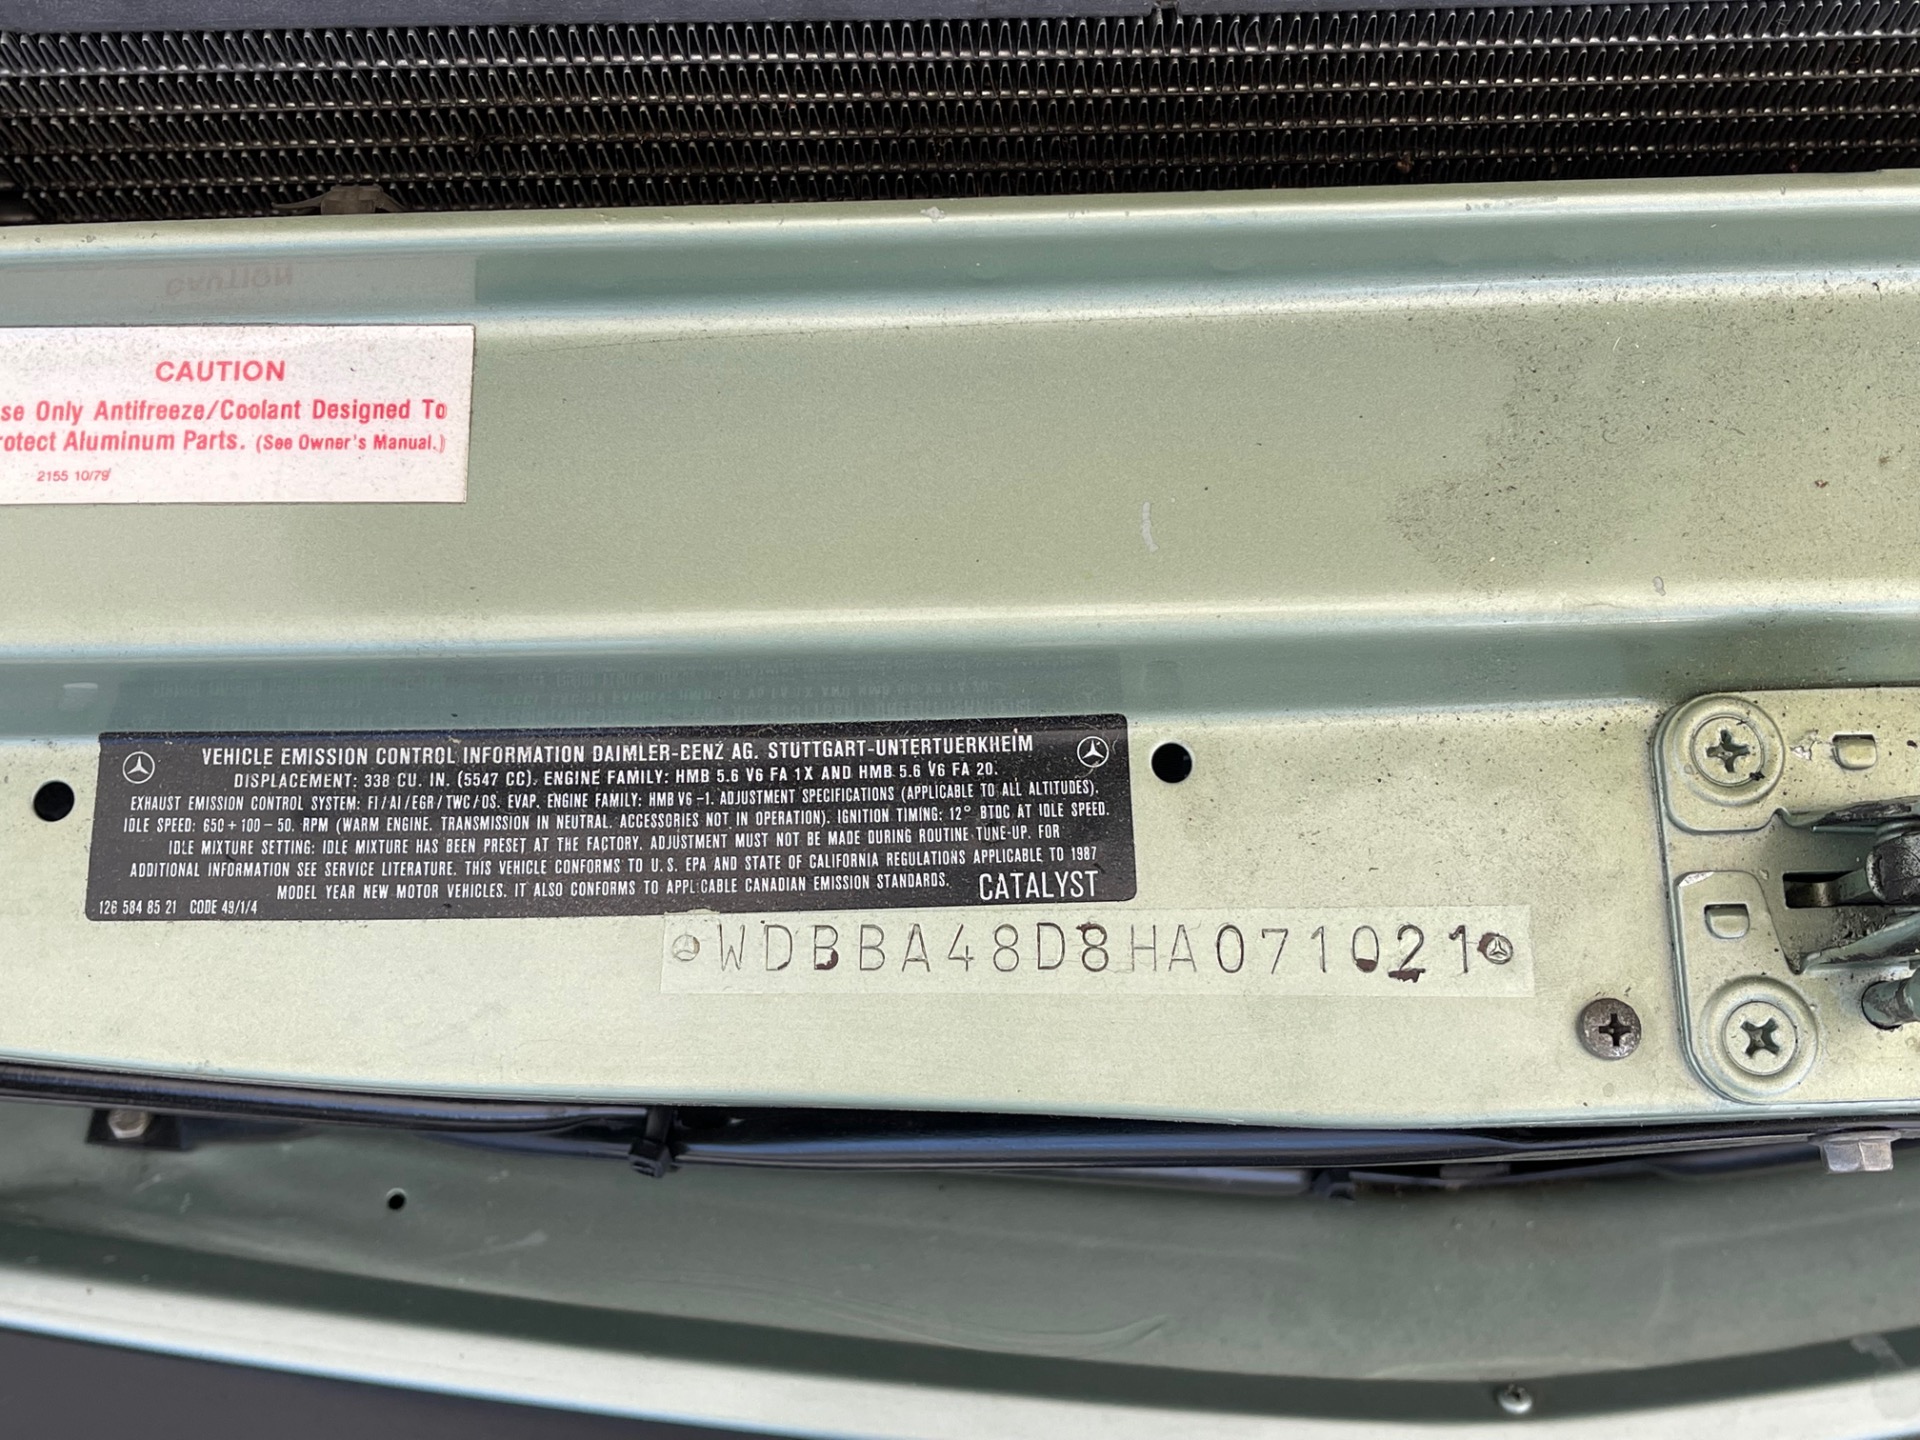 CAUTION
se Only Antifreeze/Coolant Designed To
rotect Aluminum Parts. (See Owner's Manual.)
2155 10/79
VEHICLE EMISSION CONTROL INFORMATION DAIMLER-BENZ AG. STUTTGART-UNTERTUERKHEIM
DISPLACEMENT: 338 CU. IN. (5547 CC). ENGINE FAMILY: HMB 5.6 V6 FA 1X AND HMB 5.6 V6 FA 20.
EXHAUST EMISSION CONTROL SYSTEM: FI/AI/EGR/TWC/OS. EVAP. ENGINE FAMILY: HMB V6-1. ADJUSTMENT SPECIFICATIONS (APPLICABLE TO ALL ALTITUDES).
IDLE SPEED: 650+100-50. RPM (WARM ENGINE. TRANSMISSION IN NEUTRAL. ACCESSORIES NOT IN OPERATION). IGNITION TIMING: 12° BTDC AT IDLE SPEED.
IDLE MIXTURE SETTING: IDLE MIXTURE HAS BEEN PRESET AT THE FACTORY. ADJUSTMENT MUST NOT BE MADE DURING ROUTINE TUNE-UP. FOR
ADDITIONAL INFORMATION SEE SERVICE LITERATURE. THIS VEHICLE CONFORMS TO U.S. EPA AND STATE OF CALIFORNIA REGULATIONS APPLICABLE TO 1987
MODEL YEAR NEW MOTOR VEHICLES. IT ALSO CONFORMS TO APPLICABLE CANADIAN EMISSION STANDARDS. CATALYST
126 584 85 21 CODE 49/1/4
WDBBA48D8HA071021